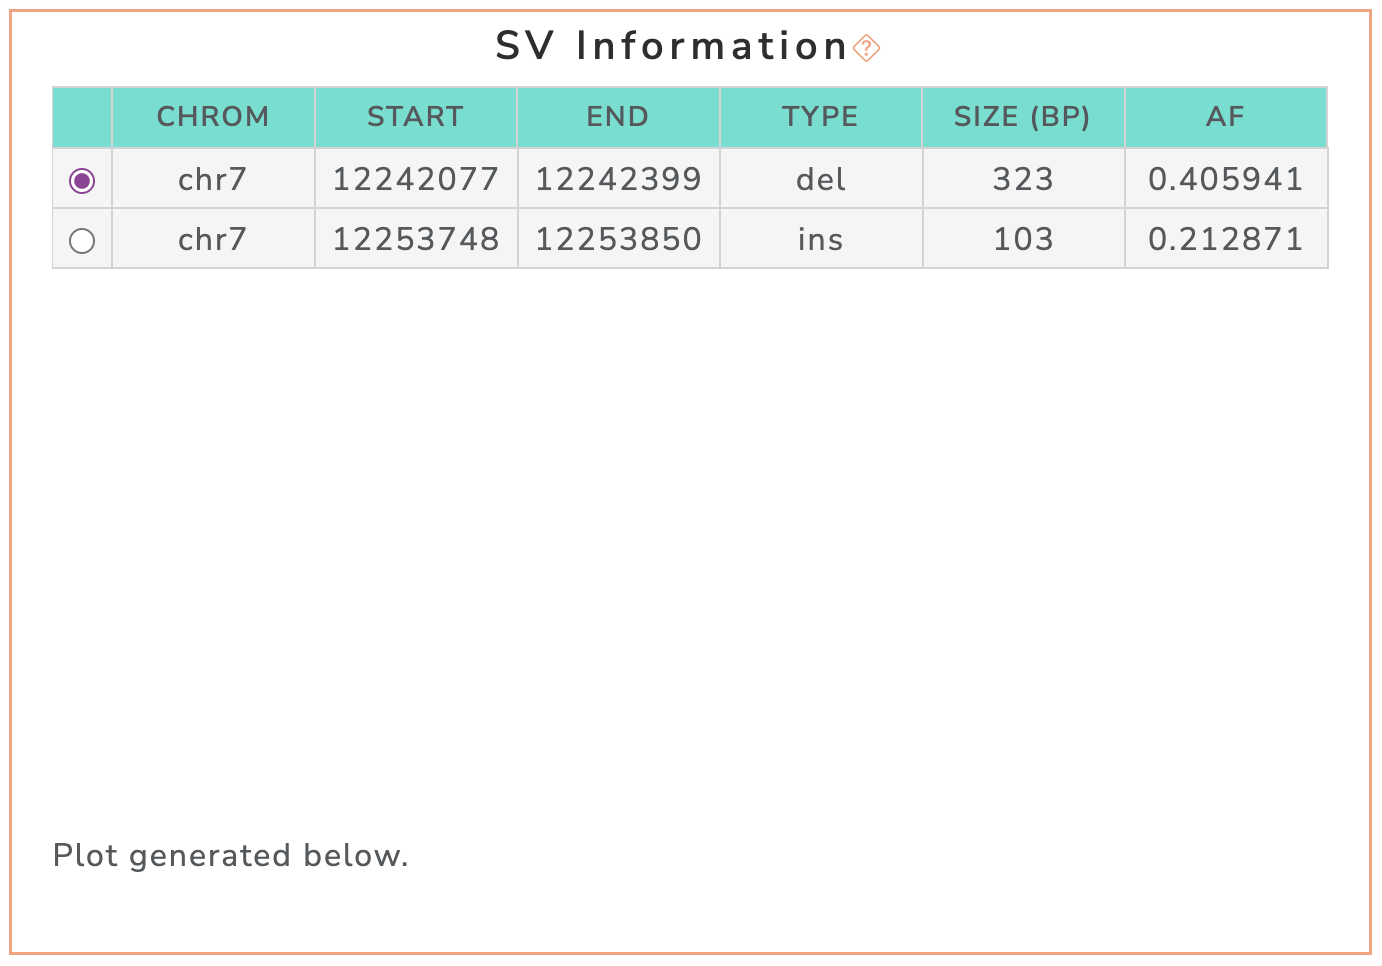 SV Information?
CHROM START END TYPE SIZE (BP) AF
chr7 12242077 12242399 del 323 0.405941
chr7 12253748 12253850 ins 103 0.212871
Plot generated below.